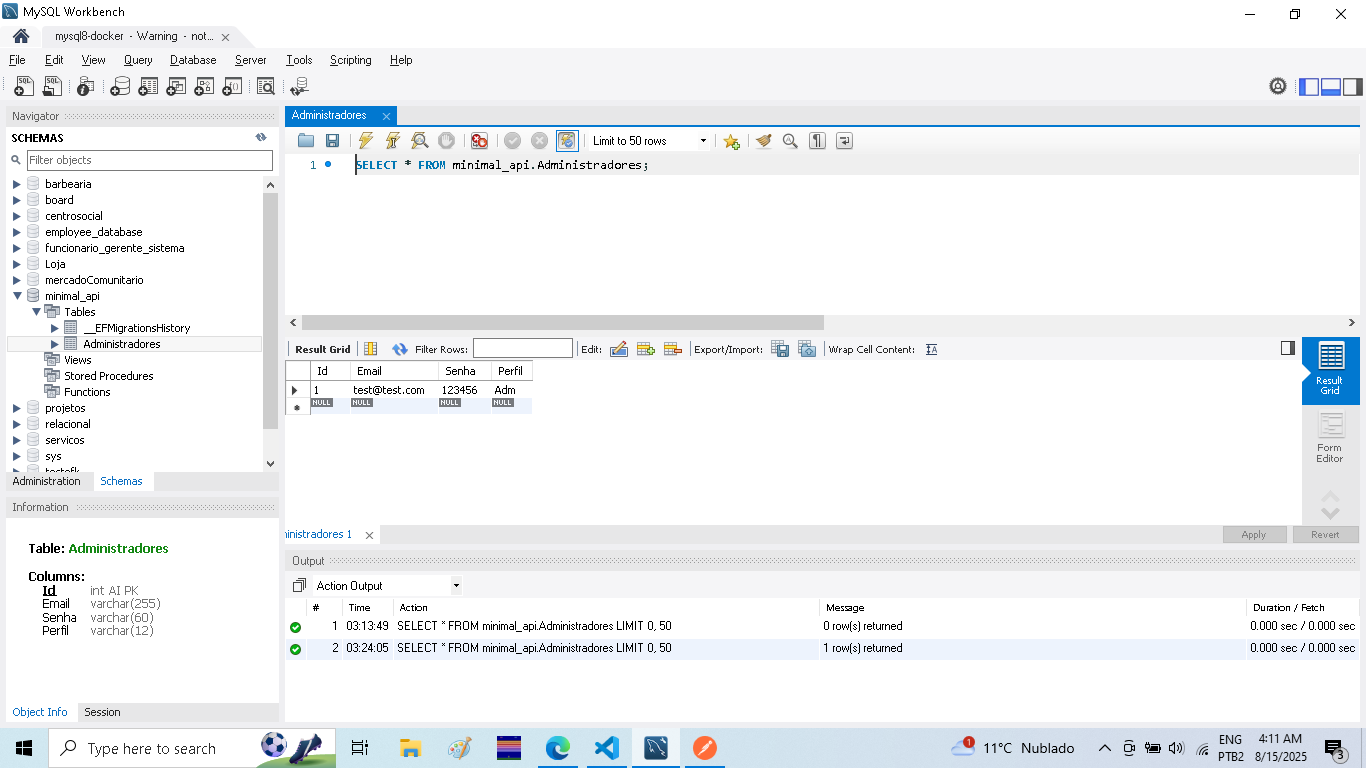 MySQL Workbench
mysql8-docker - Warning - not...
File Edit View Query Database Server Tools Scripting Help
Navigator
SCHEMAS
Filter objects
barbearia
board
centrosocial
employee_database
funcionario_gerente_sistema
Loja
mercadoComunitario
minimal_api
Tables
__EFMigrationsHistory
Administradores
Views
Stored Procedures
Functions
projetos
relacional
servicos
sys
Administration Schemas
Information
Table: Administradores
Columns:
Id int AI PK
Email varchar(255)
Senha varchar(60)
Perfil varchar(12)
Object Info Session
Administradores
Limit to 50 rows
1 SELECT * FROM minimal_api.Administradores;
Result Grid Filter Rows: Edit: Export/Import: Wrap Cell Content:
Id Email Senha Perfil
1 test@test.com 123456 Adm
NULL NULL NULL NULL
Result Grid
Form Editor
inistradores 1
Apply Revert
Output
Action Output
# Time Action Message Duration / Fetch
1 03:13:49 SELECT * FROM minimal_api.Administradores LIMIT 0, 50 0 row(s) returned 0.000 sec / 0.000 sec
2 03:24:05 SELECT * FROM minimal_api.Administradores LIMIT 0, 50 1 row(s) returned 0.000 sec / 0.000 sec
Type here to search
1
11°C Nublado
ENG
PTB2
4:11 AM
8/15/2025
3